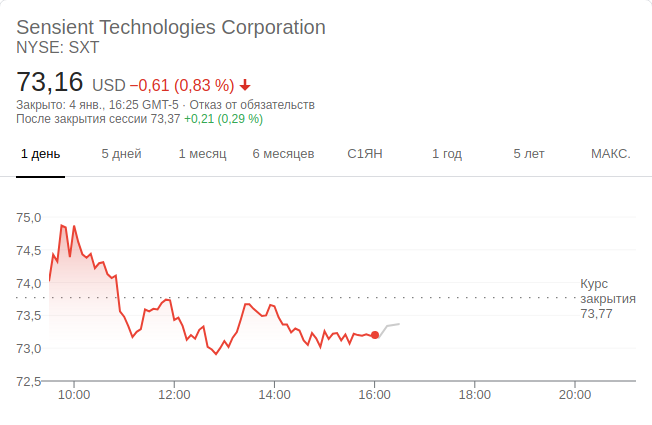 Sensient Technologies Corporation
NYSE: SXT
73,16 USD −0,61 (0,83 %)
Закрыто: 4 янв., 16:25 GMT-5 · Отказ от обязательств
После закрытия сессии 73,37 +0,21 (0,29 %)
1 день 5 дней 1 месяц 6 месяцев С1ЯН 1 год 5 лет МАКС.
75,0
74,5
74,0
73,5
73,0
72,5
Курс
закрытия
73,77
10:00 12:00 14:00 16:00 18:00 20:00